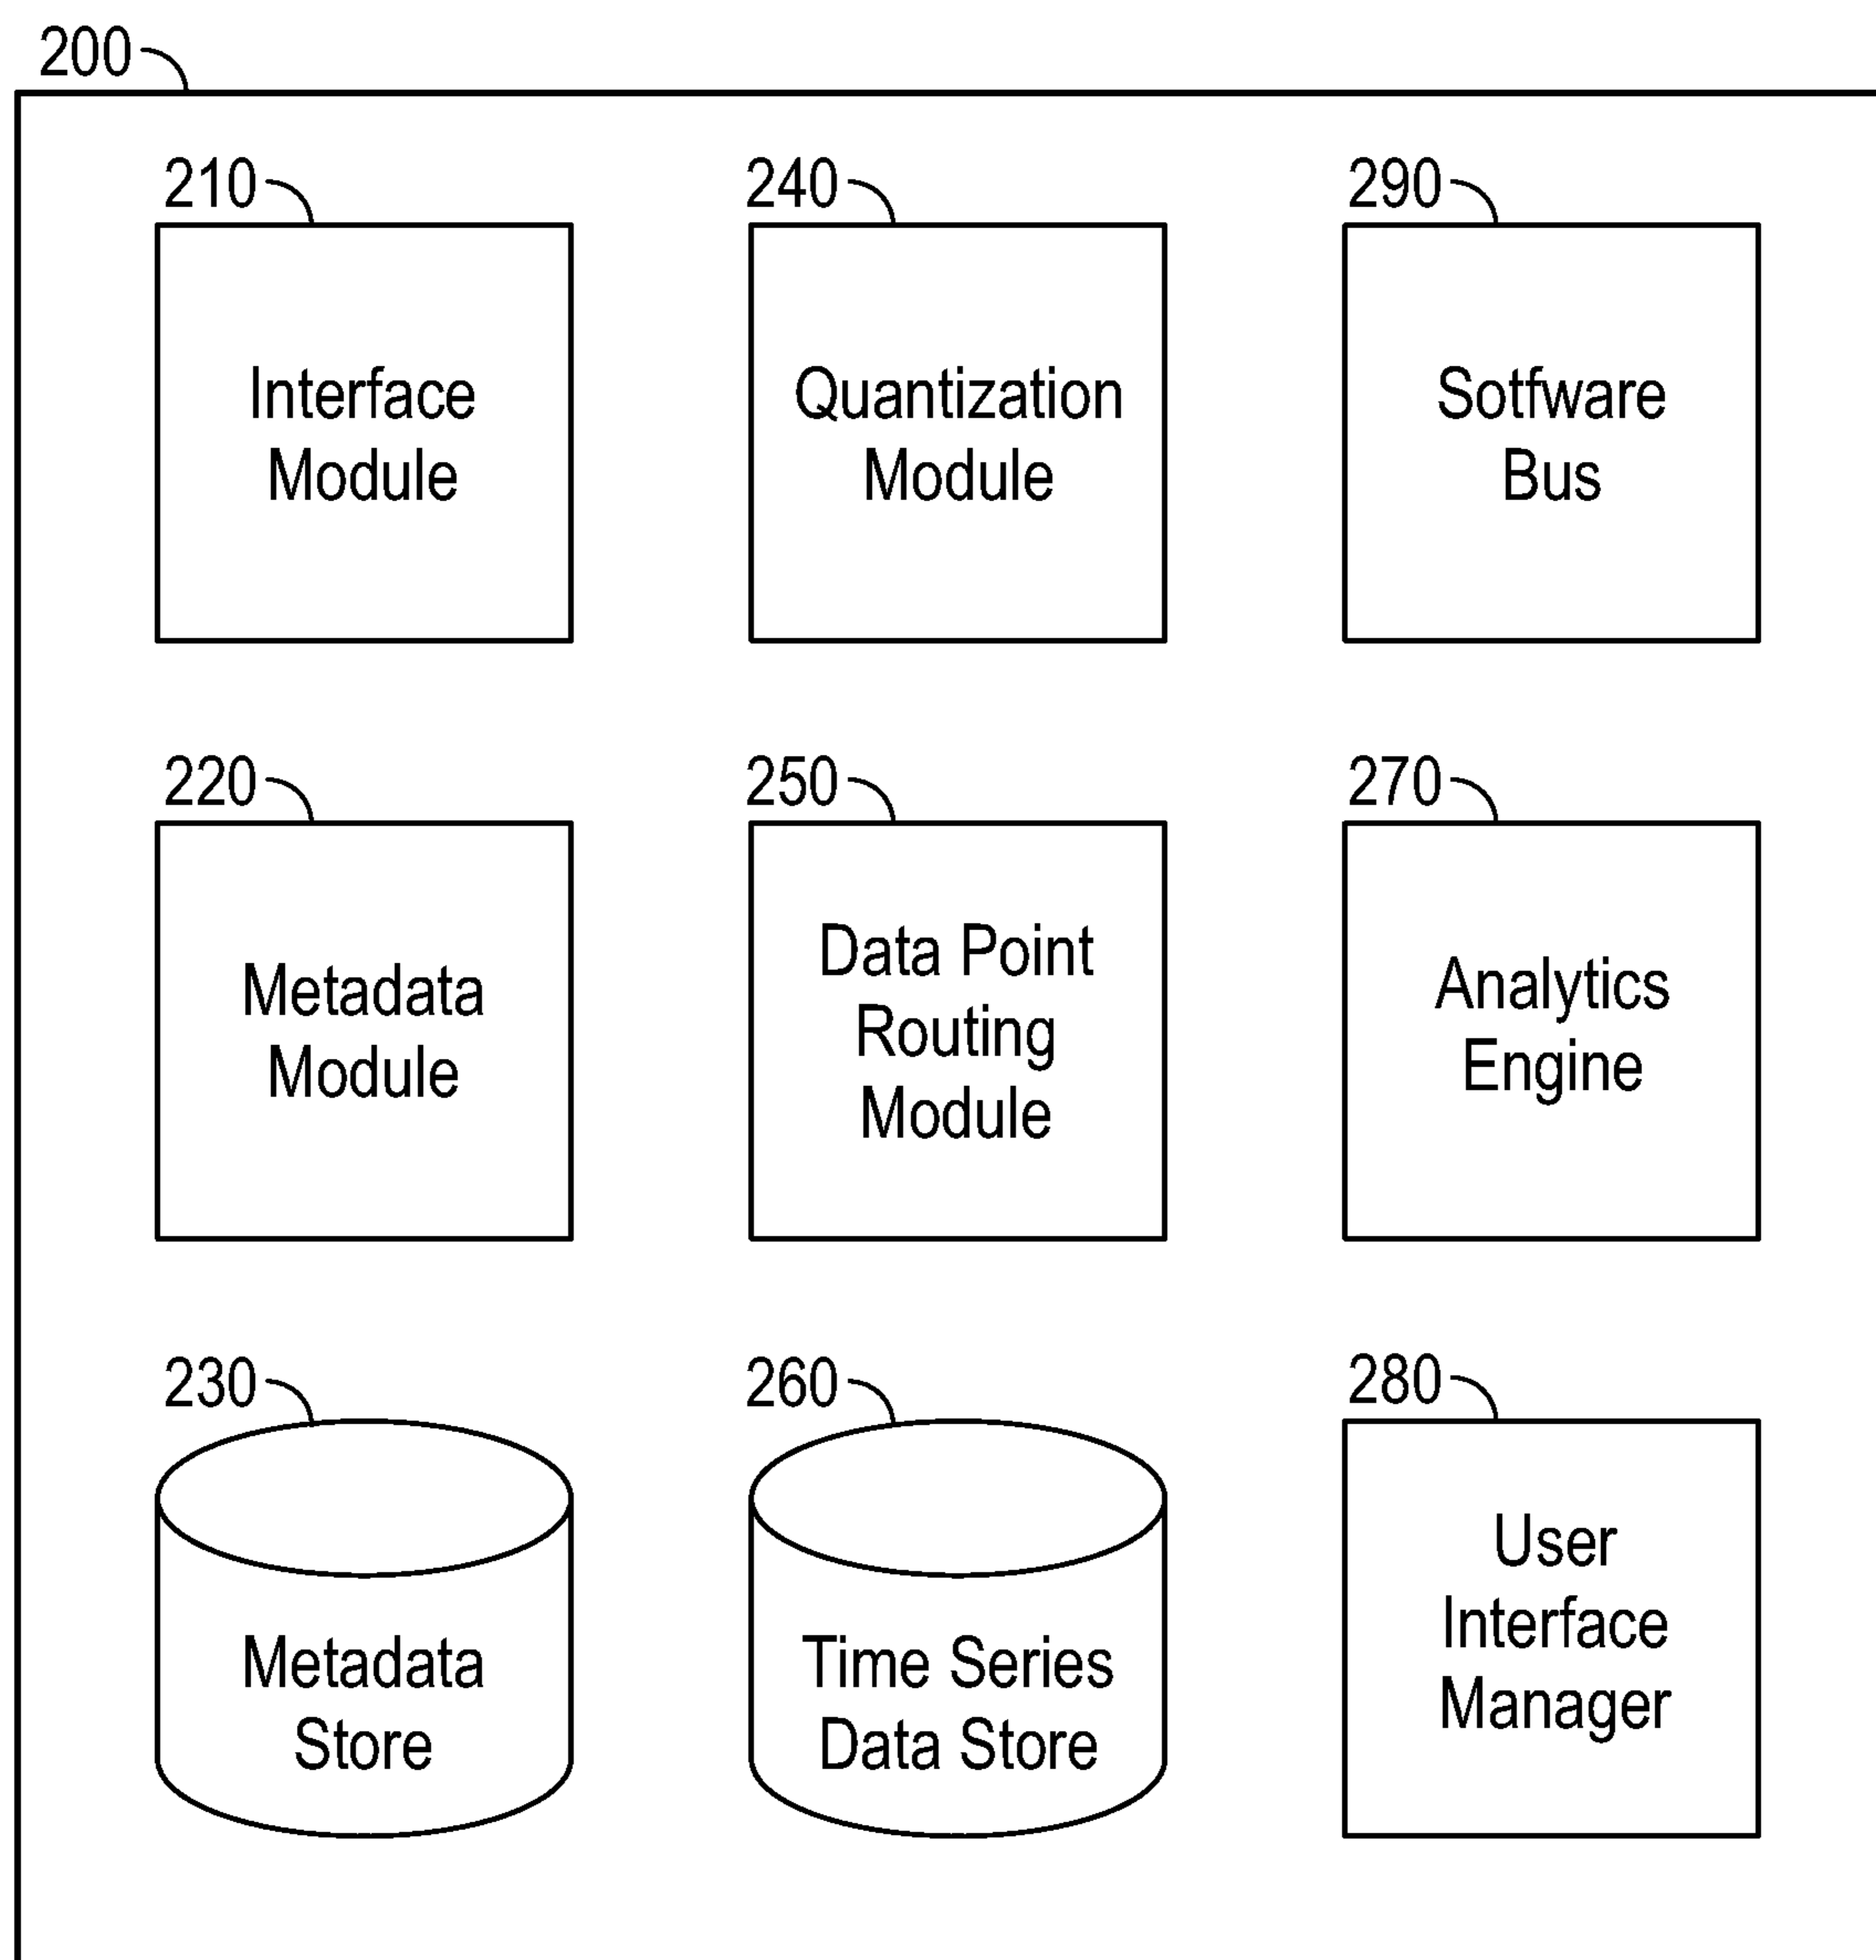 200
210
Interface
Module
240
Quantization
Module
290
Sotfware
Bus
220
Metadata
Module
250
Data Point
Routing
Module
270
Analytics
Engine
230
Metadata
Store
260
Time Series
Data Store
280
User
Interface
Manager